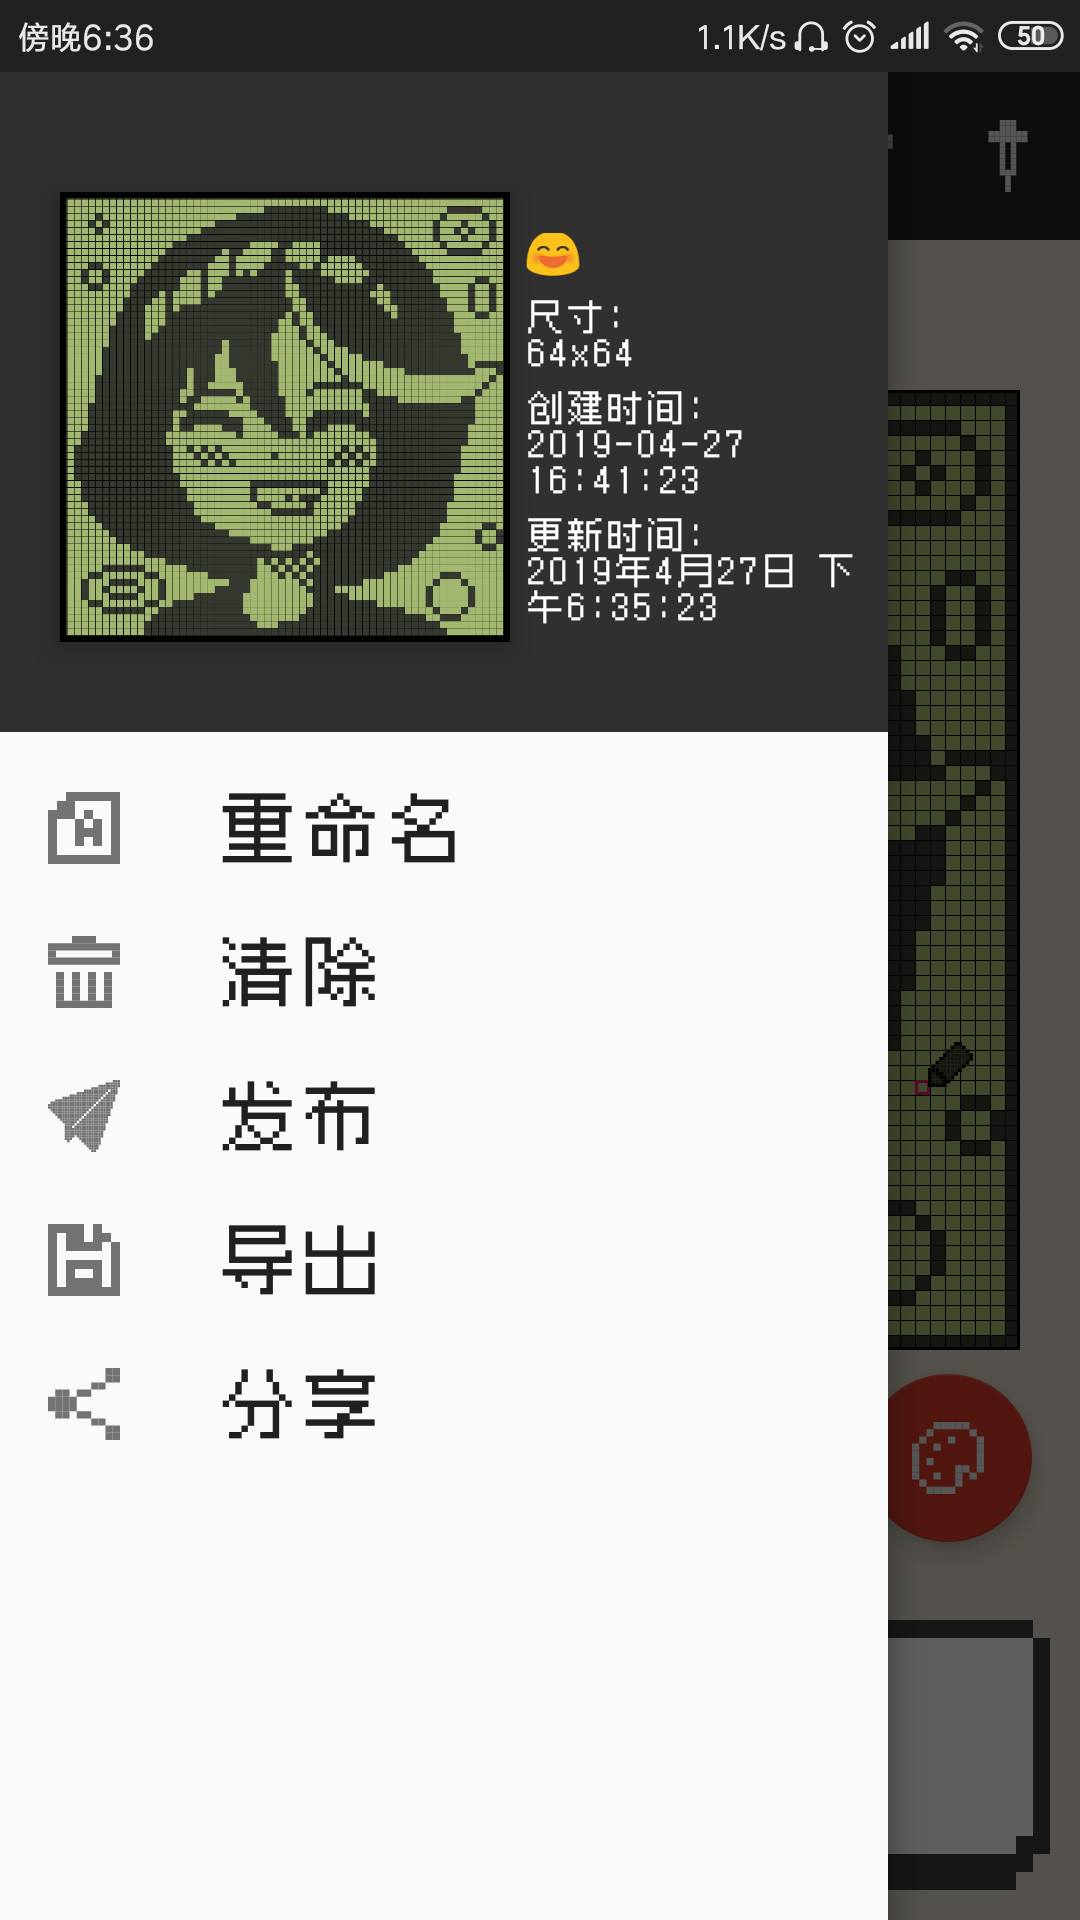 傍晚6:36
1.1K/s
50
😊
尺寸:
64x64
创建时间:
2019-04-27
16:41:23
更新时间:
2019年4月27日 下
午6:35:23
重命名
清除
发布
导出
分享